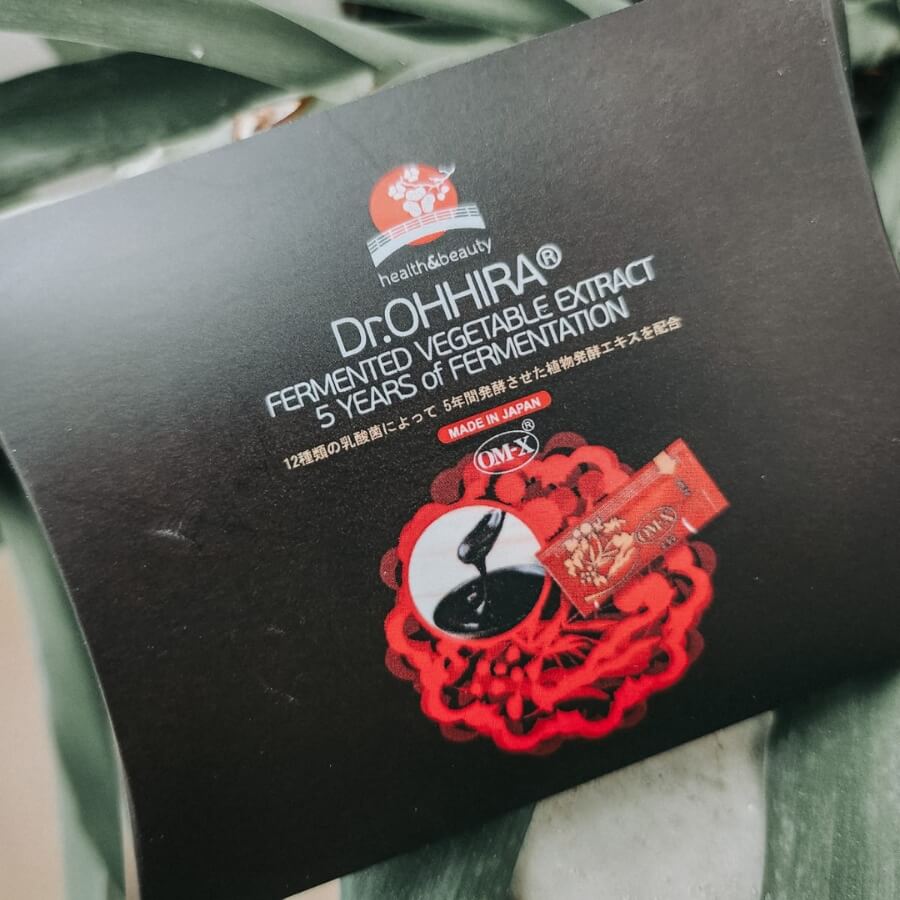 health&beauty
Dr.OHHIRA®
FERMENTED VEGETABLE EXTRACT
5 YEARS of FERMENTATION
12種類の乳酸菌によって 5年間発酵させた植物発酵エキスを配合
MADE IN JAPAN
OM-X®
OM-X